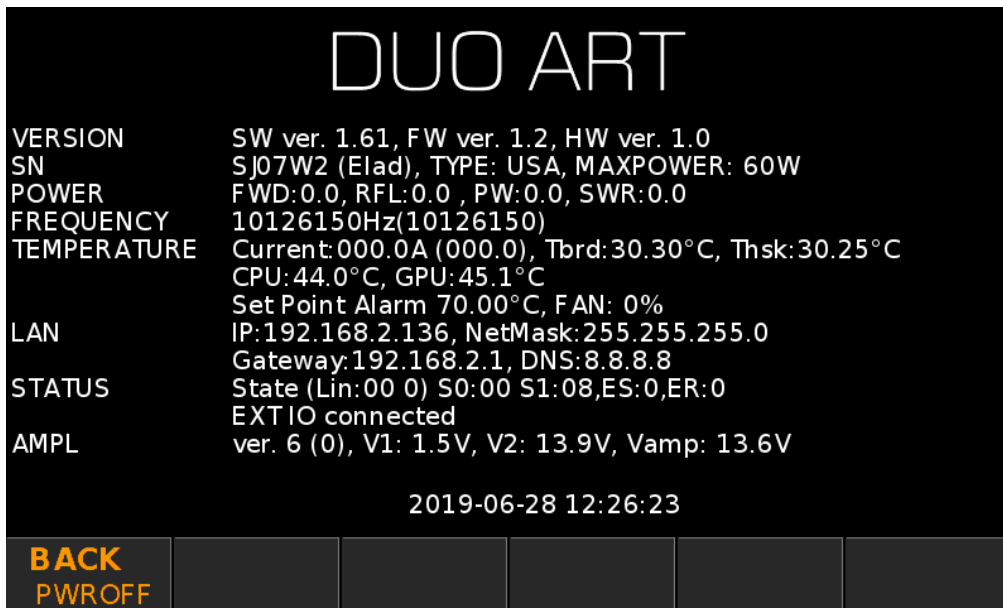 DUO ART
VERSION SW ver. 1.61, FW ver. 1.2, HW ver. 1.0
SN SJ07W2 (Elad), TYPE: USA, MAXPOWER: 60W
POWER FWD:0.0, RFL:0.0 , PW:0.0, SWR:0.0
FREQUENCY 10126150Hz(10126150)
TEMPERATURE Current:000.0A (000.0), Tbrd:30.30°C, Thsk:30.25°C
CPU:44.0°C, GPU:45.1°C
Set Point Alarm 70.00°C, FAN: 0%
LAN IP:192.168.2.136, NetMask:255.255.255.0
Gateway:192.168.2.1, DNS:8.8.8.8
STATUS State (Lin:00 0) S0:00 S1:08,ES:0,ER:0
EXTIO connected
AMPL ver. 6 (0), V1: 1.5V, V2: 13.9V, Vamp: 13.6V
2019-06-28 12:26:23
BACK
PWROFF